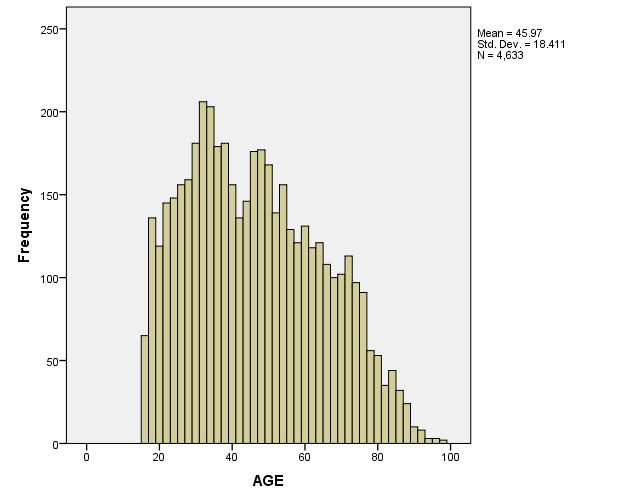 Mean = 45.97
Std. Dev. = 18.411
N = 4,633
250
200
150
100
50
0
Frequency
0 20 40 60 80 100
AGE